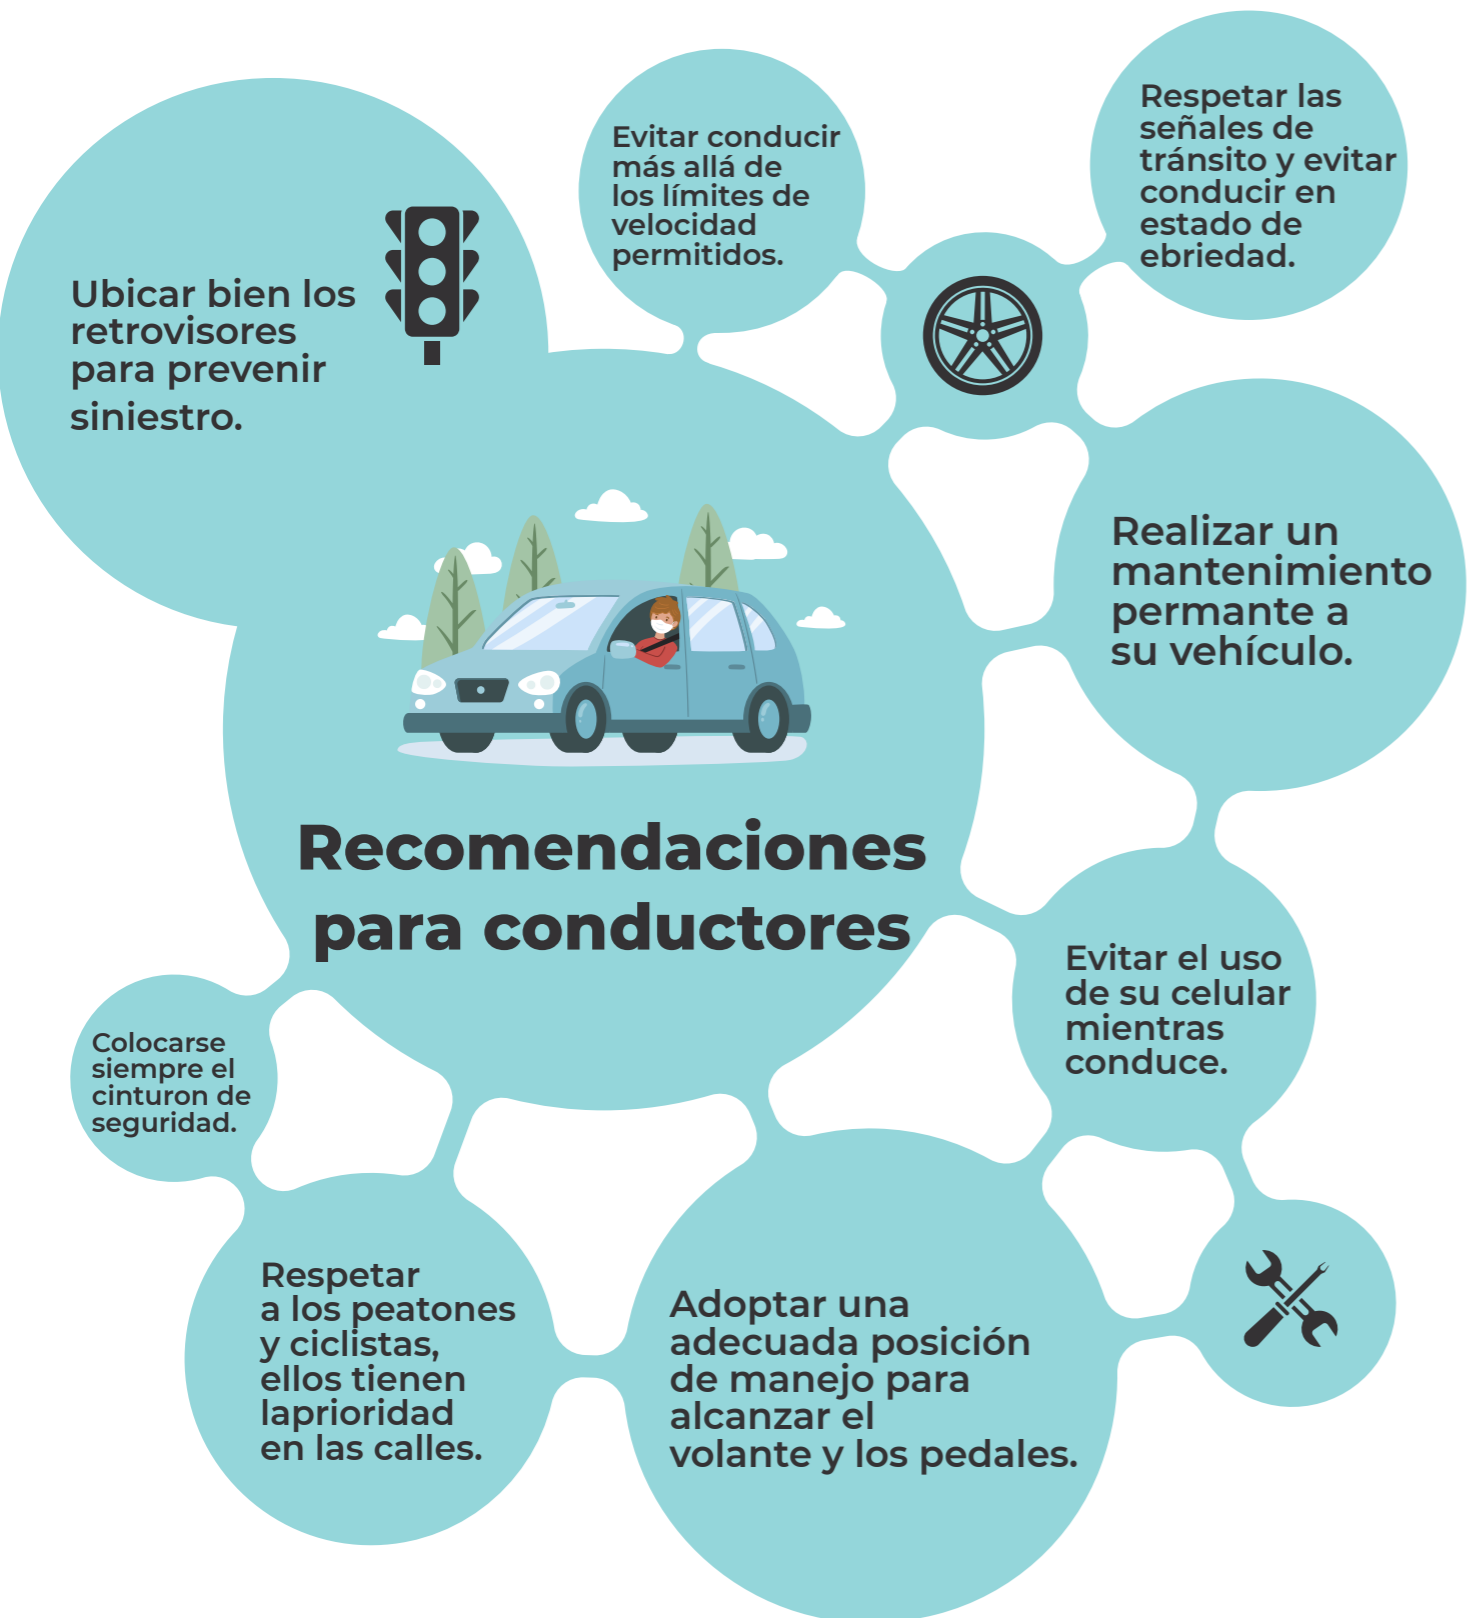 Ubicar bien los
retrovisores
para prevenir
siniestro.
Evitar conducir
más allá de
los límites de
velocidad
permitidos.
Respetar las
señales de
tránsito y evitar
conducir en
estado de
ebriedad.
Realizar un
mantenimiento
permante a
su vehículo.
Recomendaciones
para conductores
Evitar el uso
de su celular
mientras
conduce.
Colocarse
siempre el
cinturon de
seguridad.
Respetar
a los peatones
y ciclistas,
ellos tienen
laprioridad
en las calles.
Adoptar una
adecuada posición
de manejo para
alcanzar el
volante y los pedales.